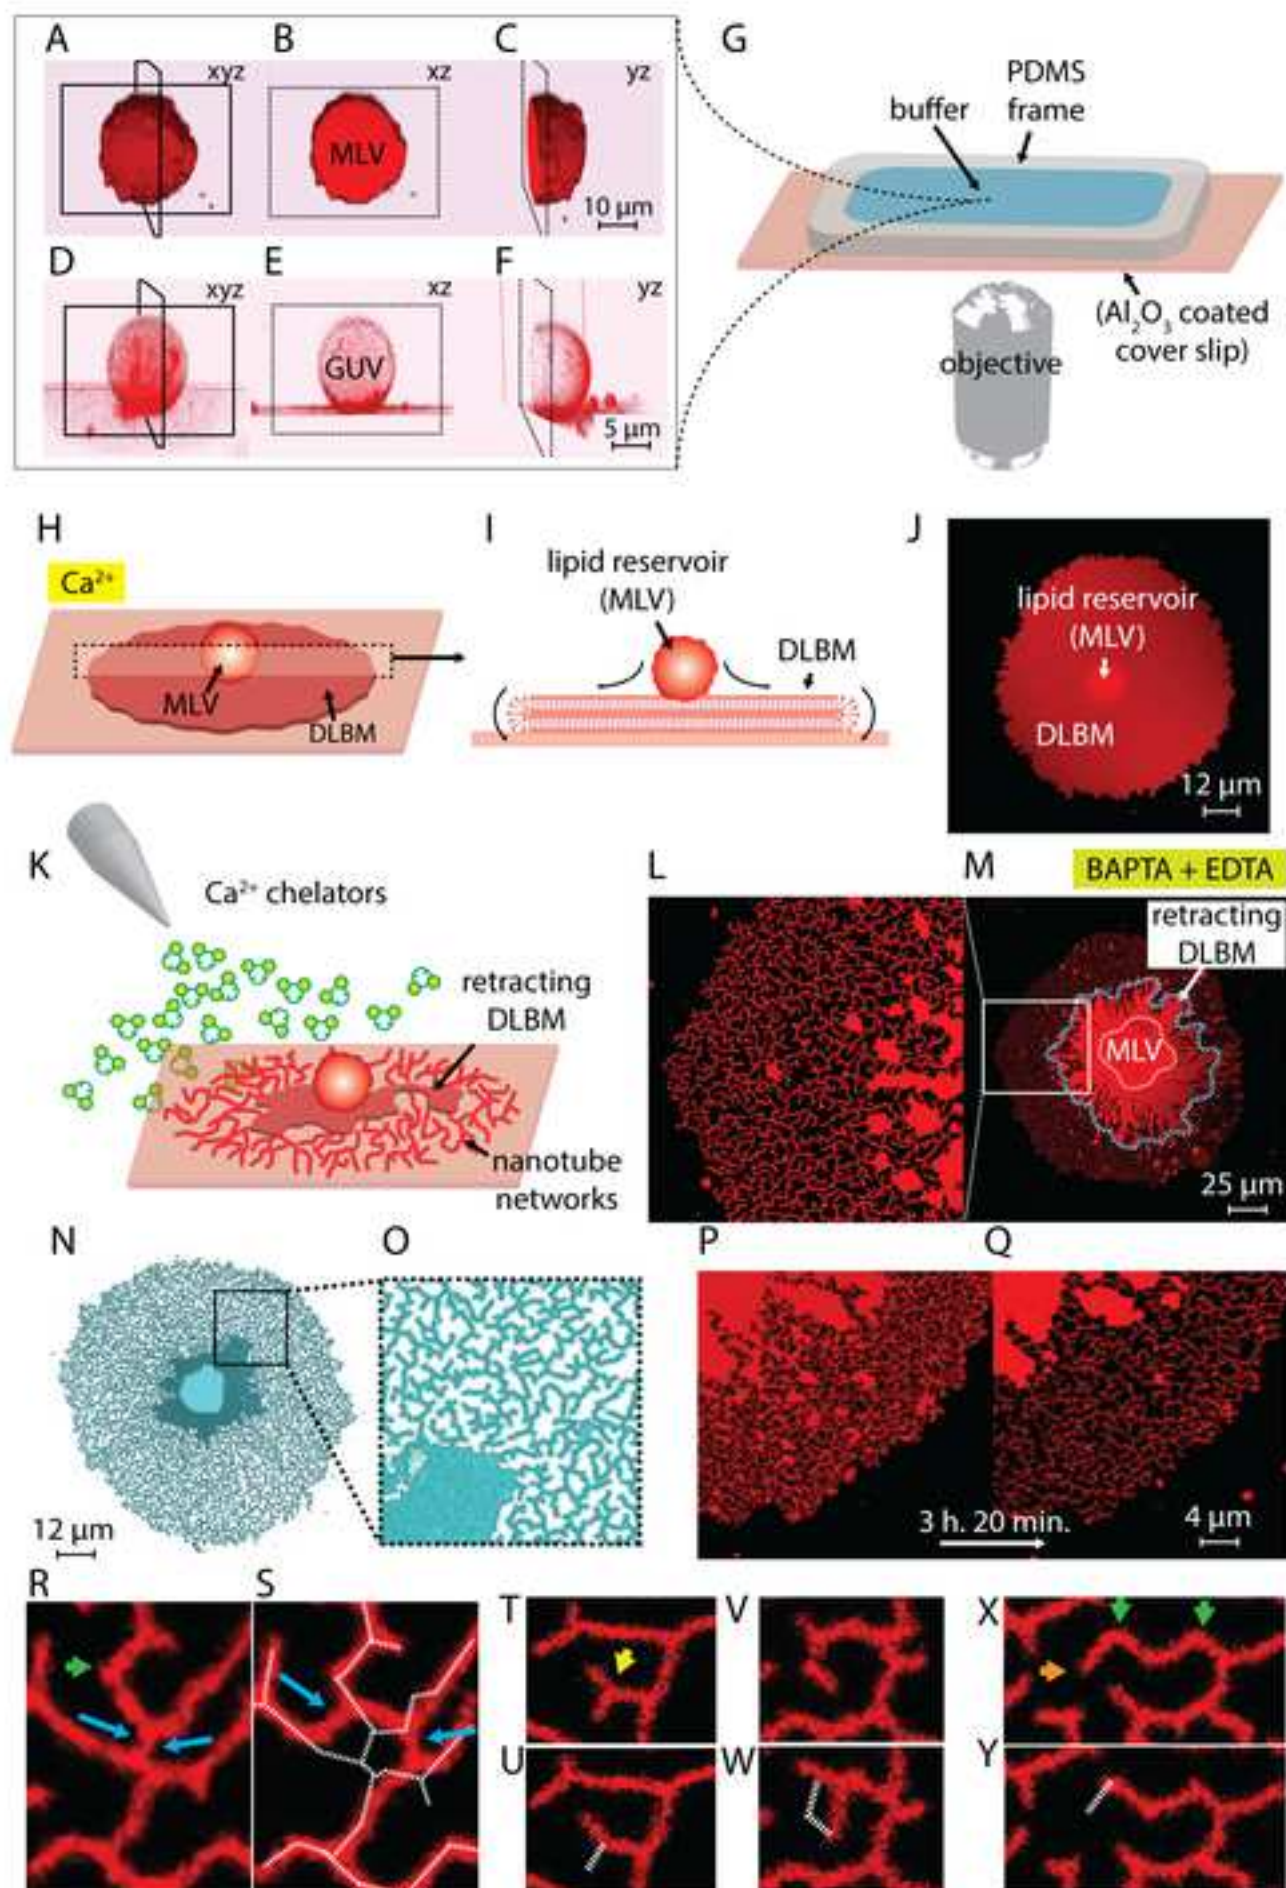 A
B
C
G
xyz
xz
yz
PDMS
frame
buffer
MLV
10 μm
D
E
F
xyz
xz
yz
GUV
5 μm
(Al₂O₃ coated
cover slip)
objective
H
I
J
Ca²⁺
lipid reservoir
(MLV)
DLBM
MLV
DLBM
lipid reservoir
(MLV)
DLBM
12 μm
K
L
M
BAPTA + EDTA
Ca²⁺ chelators
retracting
DLBM
retracting
DLBM
MLV
nanotube
networks
25 μm
N
O
P
Q
12 μm
3 h. 20 min.
4 μm
R
S
T
V
X
U
W
Y